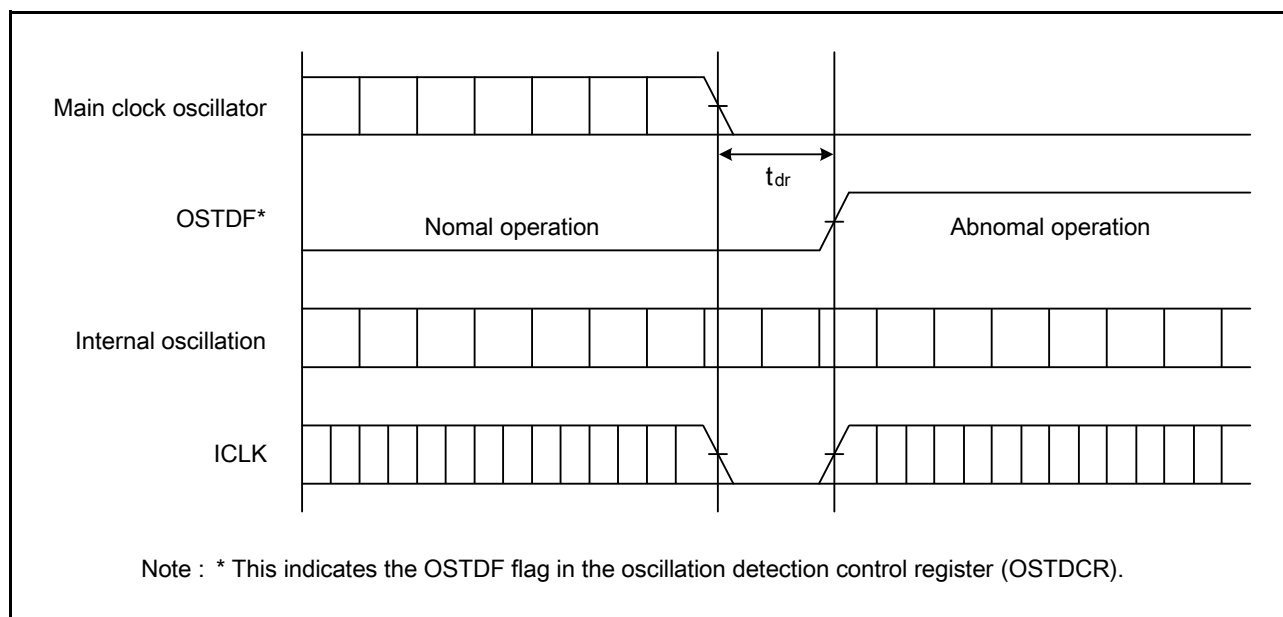 Main clock oscillator
tdr
OSTDF*
Nomal operation
Abnomal operation
Internal oscillation
ICLK
Note : * This indicates the OSTDF flag in the oscillation detection control register (OSTDCR).